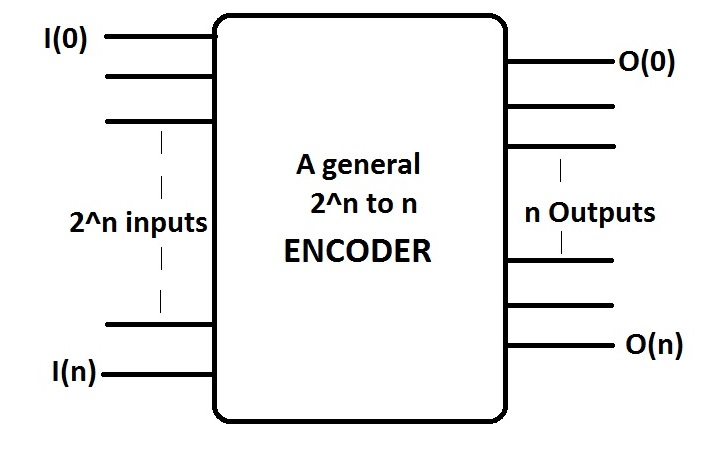 I(0)
2^n inputs
I(n)
A general
2^n to n
ENCODER
O(0)
n Outputs
O(n)